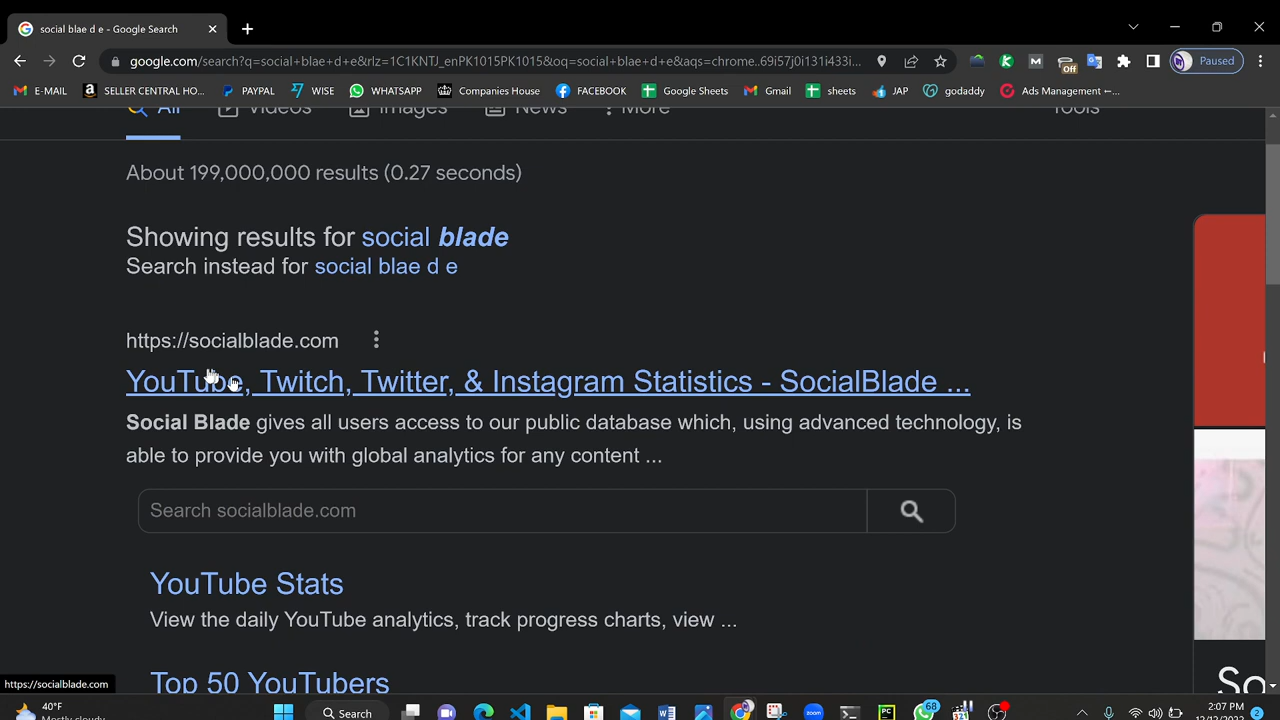 social blae d e - Google Search
google.com/search?q=social+blae+d+e&rlz=1C1KNTJ_enPK1015PK1015&oq=social+blae+d+e&aqs=chrome..69i57j0i131i433i...
Paused
Off
E-MAIL
SELLER CENTRAL HO...
PAYPAL
WISE
WHATSAPP
Companies House
FACEBOOK
Google Sheets
Gmail
sheets
JAP
godaddy
Ads Management –...
All
Videos
Images
News
More
Tools
About 199,000,000 results (0.27 seconds)
Showing results for social blade
Search instead for social blae d e
https://socialblade.com
YouTube, Twitch, Twitter, & Instagram Statistics - SocialBlade ...
Social Blade gives all users access to our public database which, using advanced technology, is
able to provide you with global analytics for any content ...
Search socialblade.com
YouTube Stats
View the daily YouTube analytics, track progress charts, view ...
Top 50 YouTubers
So
https://socialblade.com
40°F
Mostly cloudy
Search
zoom
PC
68
2:07 PM
2